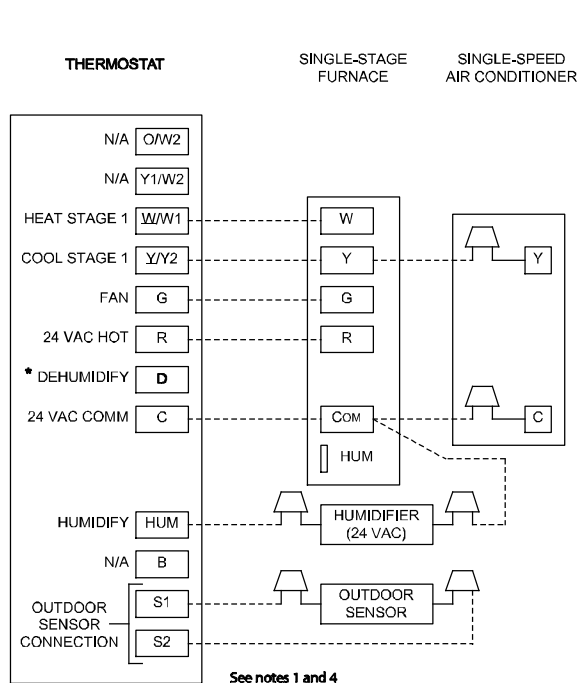 THERMOSTAT
SINGLE-STAGE
FURNACE
SINGLE-SPEED
AIR CONDITIONER
N/A O/W2
N/A Y1/W2
HEAT STAGE 1 W/W1 W
COOL STAGE 1 Y/Y2 Y Y
FAN G G
24 VAC HOT R R
* DEHUMIDIFY D
24 VAC COMM C COM C
HUM
HUMIDIFY HUM
HUMIDIFIER
(24 VAC)
N/A B
OUTDOOR
SENSOR
CONNECTION
S1
S2
OUTDOOR
SENSOR
See notes 1 and 4